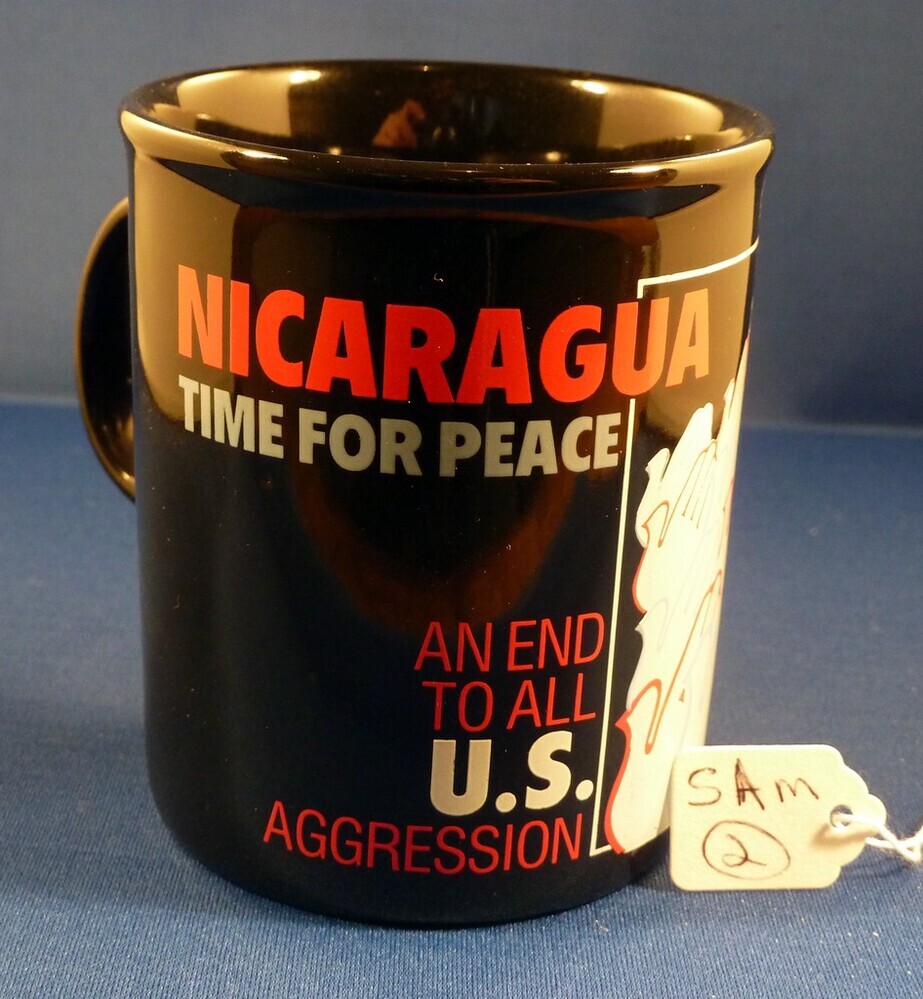 NICARAGUA
TIME FOR PEACE
AN END
TO ALL
U.S.
AGGRESSION
SAM
2